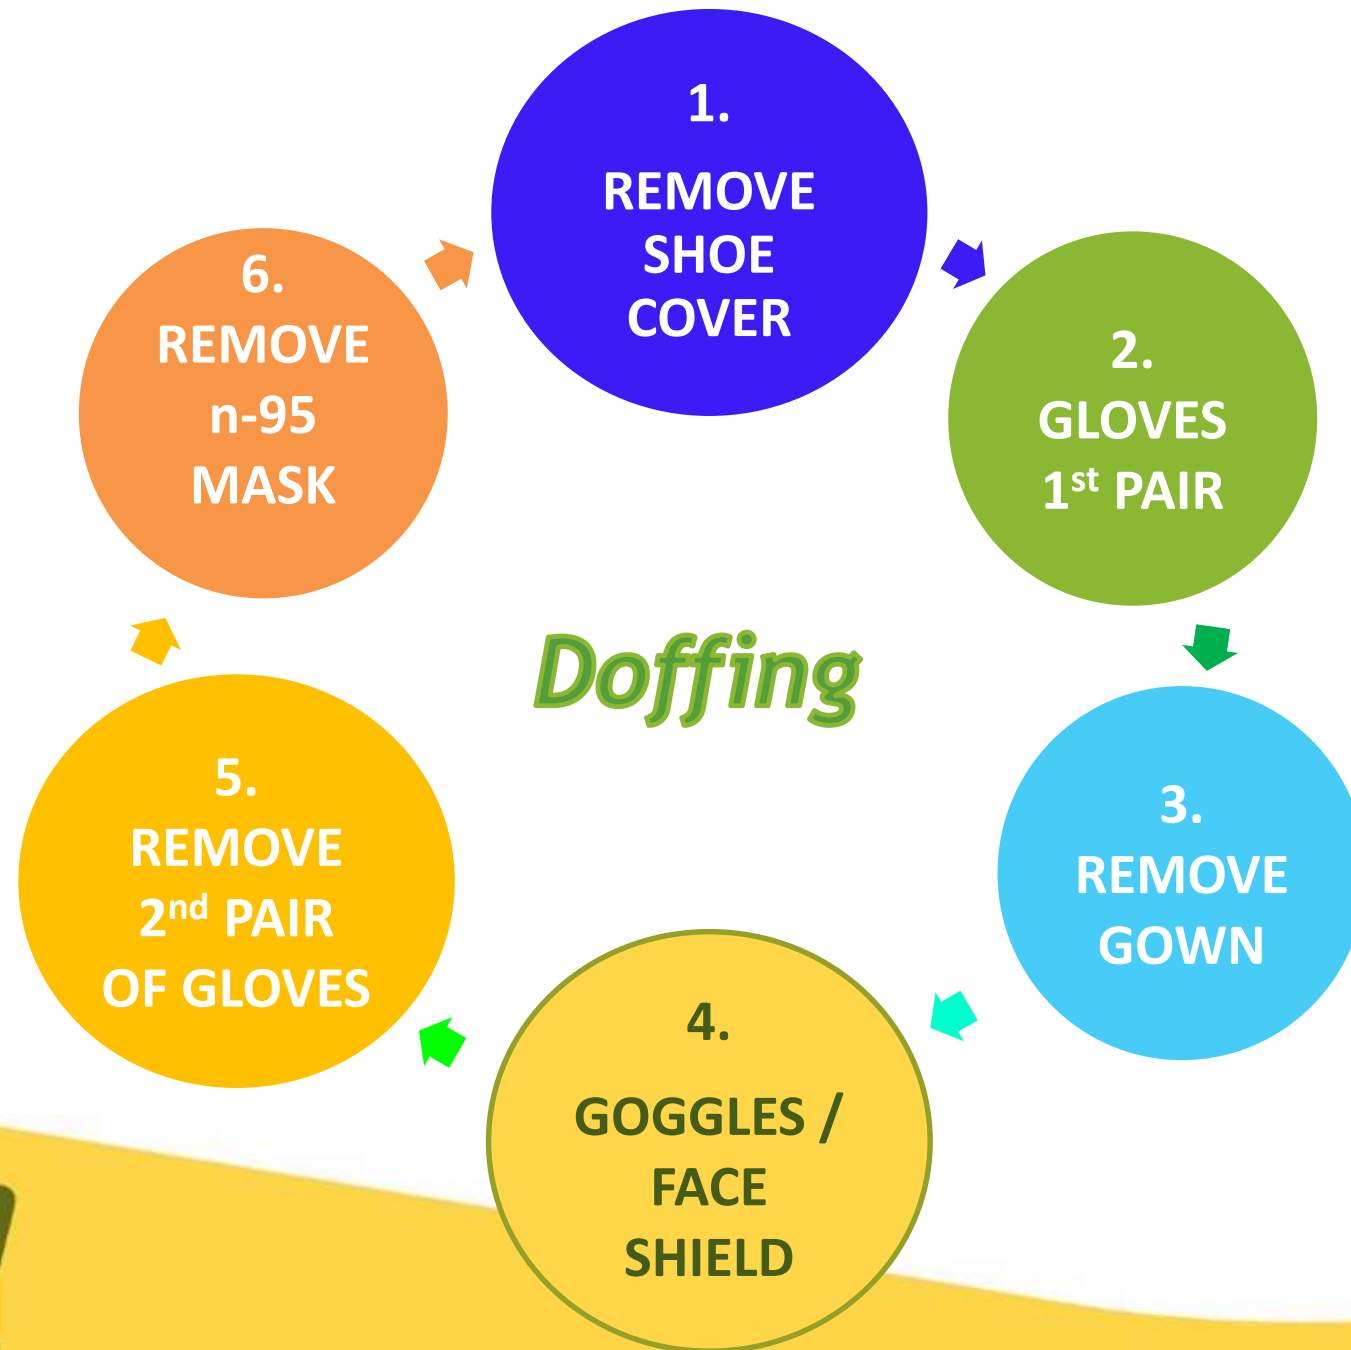 1.
REMOVE
SHOE
COVER
2.
GLOVES
1st PAIR
3.
REMOVE
GOWN
4.
GOGGLES /
FACE
SHIELD
5.
REMOVE
2nd PAIR
OF GLOVES
6.
REMOVE
n-95
MASK
Doffing